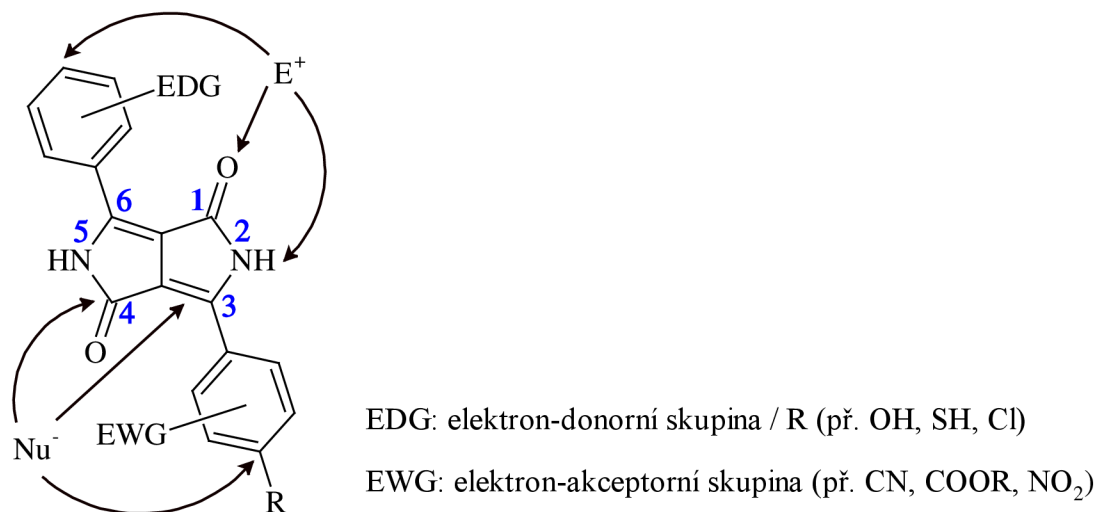 EDG
E+
O
6
1
5
2
HN
NH
4
3
O
EWG
Nu-
R
EDG: elektron-donorní skupina / R (př. OH, SH, Cl)
EWG: elektron-akceptorní skupina (př. CN, COOR, NO2)